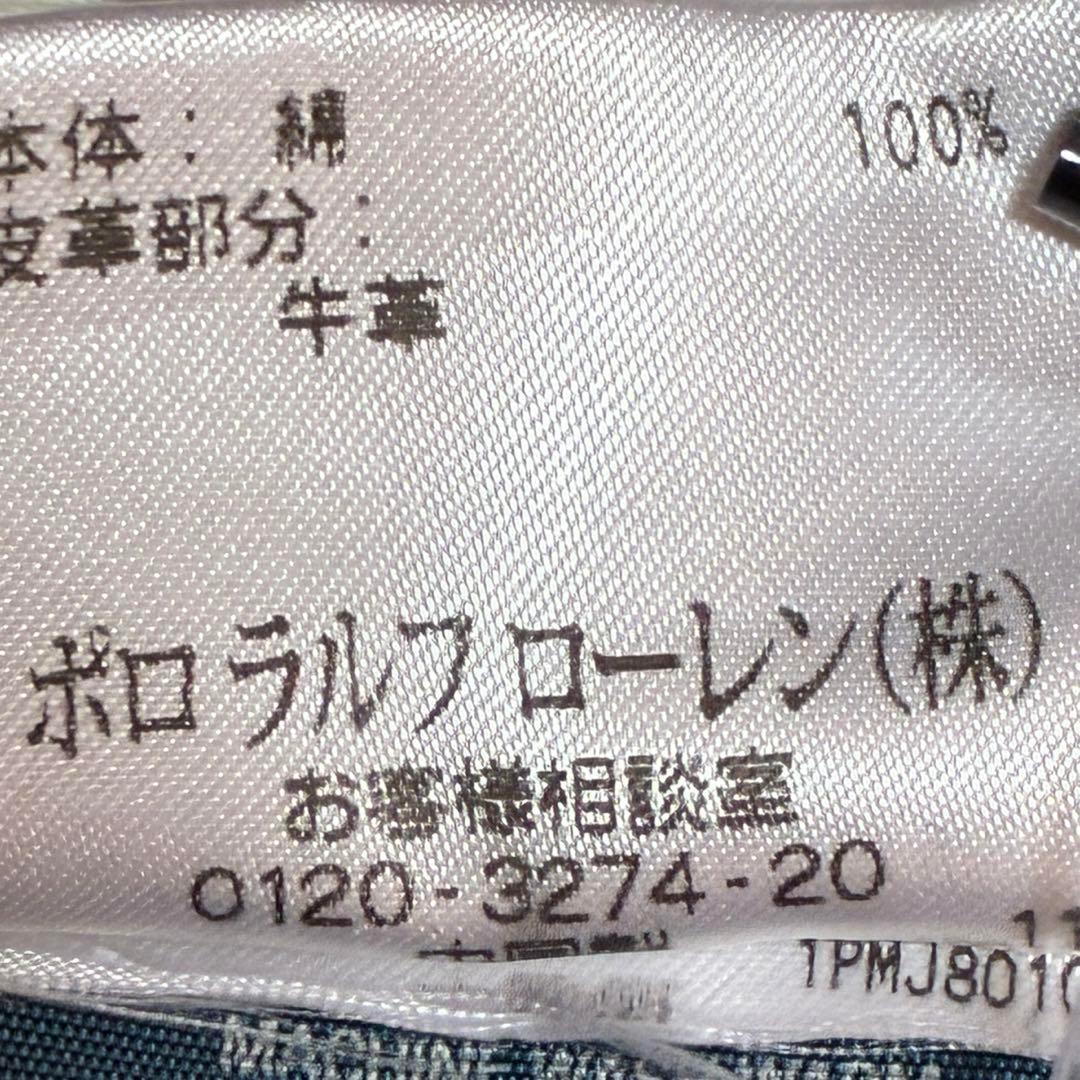 本体: 綿 100%
皮革部分:
牛革
ポロ ラルフ ローレン(株)
お客様相談室
0120-3274-20
11
1PMJ8010